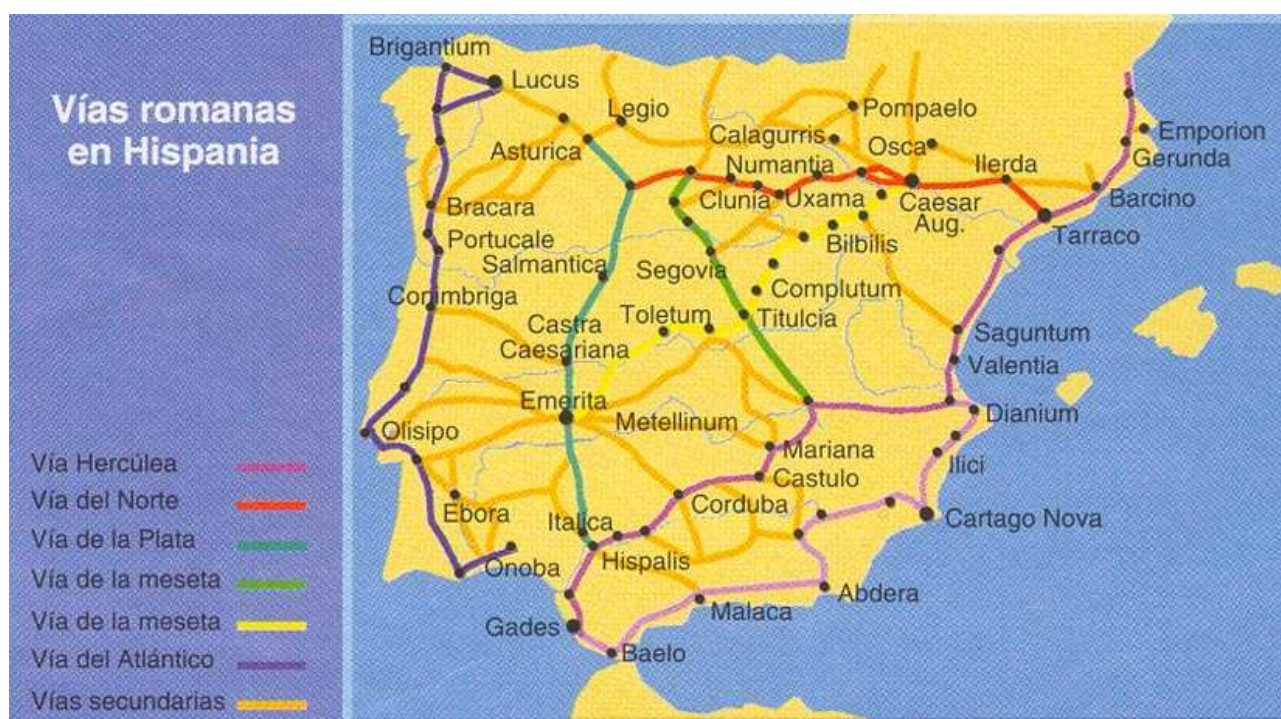 Vías romanas
en Hispania
Vía Hercúlea
Vía del Norte
Vía de la Plata
Vía de la meseta
Vía de la meseta
Vía del Atlántico
Vías secundarias
Brigantium
Lucus
Legio
Asturica
Pompaelo
Calagurris
Osca
Numantia
Ilerda
Emporion
Gerunda
Barcino
Clunia
Uxama
Caesar
Aug.
Tarraco
Bracara
Portucale
Salmantica
Segovia
Bilbilis
Complutum
Conimbriga
Toletum
Titulcia
Castra
Caesariana
Saguntum
Valentia
Emerita
Metellinum
Dianium
Olisipo
Mariana
Castulo
Ilici
Ebora
Italica
Corduba
Cartago Nova
Onoba
Hispalis
Abdera
Malaca
Gades
Baelo